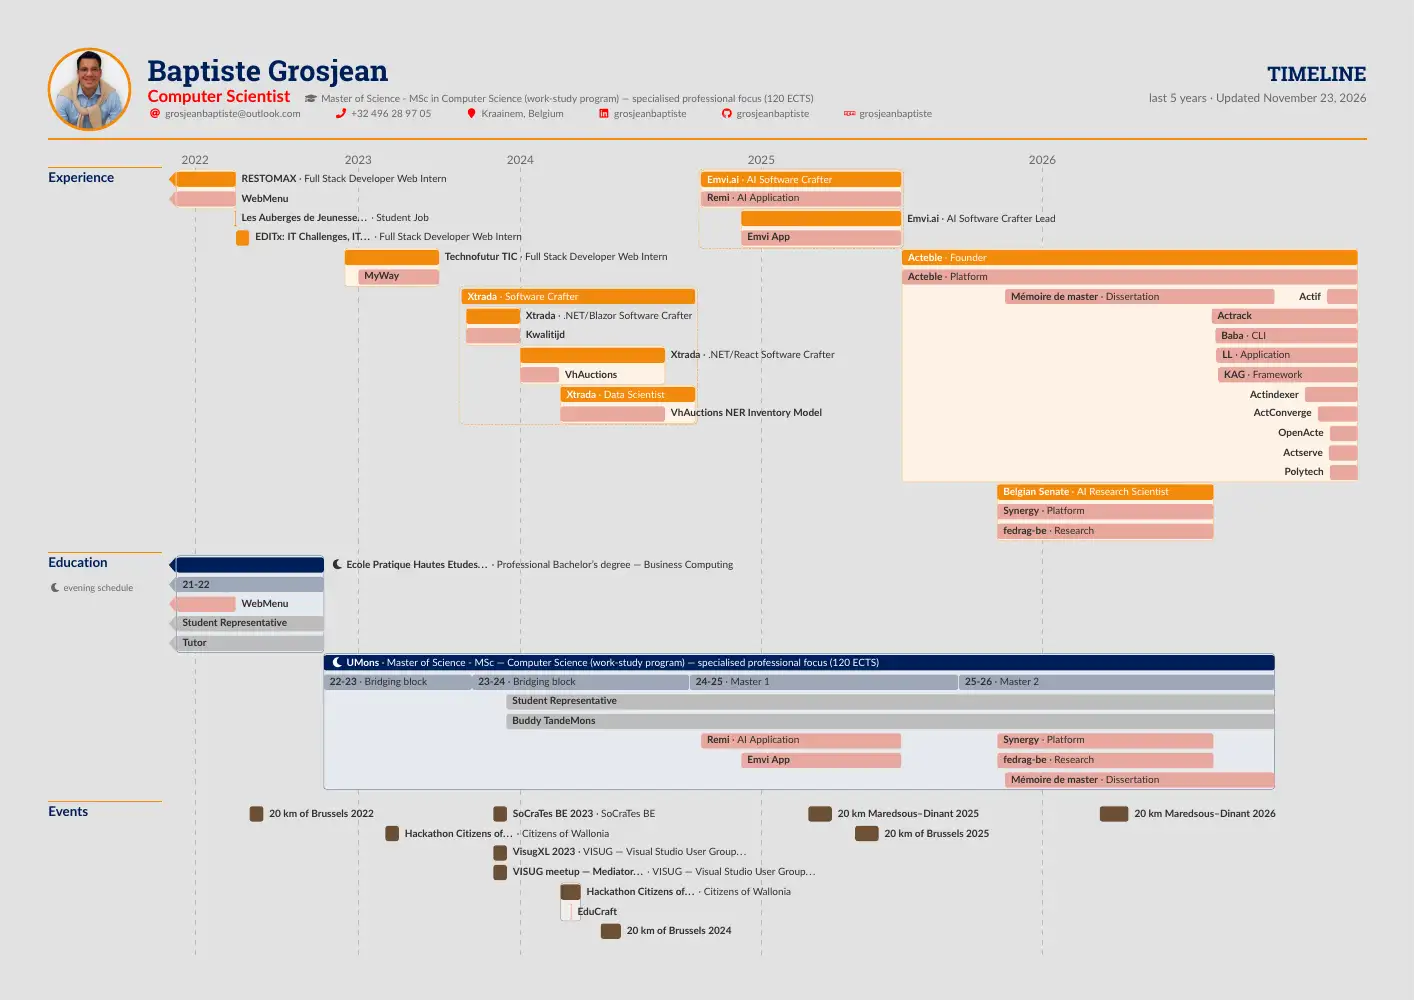 Baptiste Grosjean
TIMELINE
Computer Scientist Master of Science - MSc in Computer Science (work-study program) — specialised professional focus (120 ECTS)
last 5 years · Updated November 23, 2026
grosjeanbaptiste@outlook.com +32 496 28 97 05 Kraainem, Belgium grosjeanbaptiste grosjeanbaptiste grosjeanbaptiste
2022 2023 2024 2025 2026
Experience
RESTOMAX · Full Stack Developer Web Intern
Emvi.ai · AI Software Crafter
WebMenu
Remi · AI Application
Les Auberges de Jeunesse… · Student Job
Emvi.ai · AI Software Crafter Lead
EDITx: IT Challenges, IT… · Full Stack Developer Web Intern
Emvi App
Technofutur TIC · Full Stack Developer Web Intern
Acteble · Founder
MyWay
Acteble · Platform
Xtrada · Software Crafter
Mémoire de master · Dissertation
Actif
Xtrada · .NET/Blazor Software Crafter
Actrack
Kwalitijd
Baba · CLI
Xtrada · .NET/React Software Crafter
LL · Application
VhAuctions
KAG · Framework
Xtrada · Data Scientist
Actindexer
VhAuctions NER Inventory Model
ActConverge
OpenActe
Actserve
Polytech
Belgian Senate · AI Research Scientist
Synergy · Platform
fedrag-be · Research
Education
Ecole Pratique Hautes Etudes… · Professional Bachelor's degree — Business Computing
evening schedule
21-22
WebMenu
Student Representative
Tutor
UMons · Master of Science - MSc — Computer Science (work-study program) — specialised professional focus (120 ECTS)
22-23 · Bridging block 23-24 · Bridging block 24-25 · Master 1 25-26 · Master 2
Student Representative
Buddy TandeMons
Remi · AI Application
Synergy · Platform
Emvi App
fedrag-be · Research
Mémoire de master · Dissertation
Events
20 km of Brussels 2022
SoCraTes BE 2023 · SoCraTes BE
20 km Maredsous–Dinant 2025
20 km Maredsous–Dinant 2026
Hackathon Citizens of… · Citizens of Wallonia
20 km of Brussels 2025
VisugXL 2023 · VISUG — Visual Studio User Group…
VISUG meetup — Mediator… · VISUG — Visual Studio User Group…
Hackathon Citizens of… · Citizens of Wallonia
EduCraft
20 km of Brussels 2024